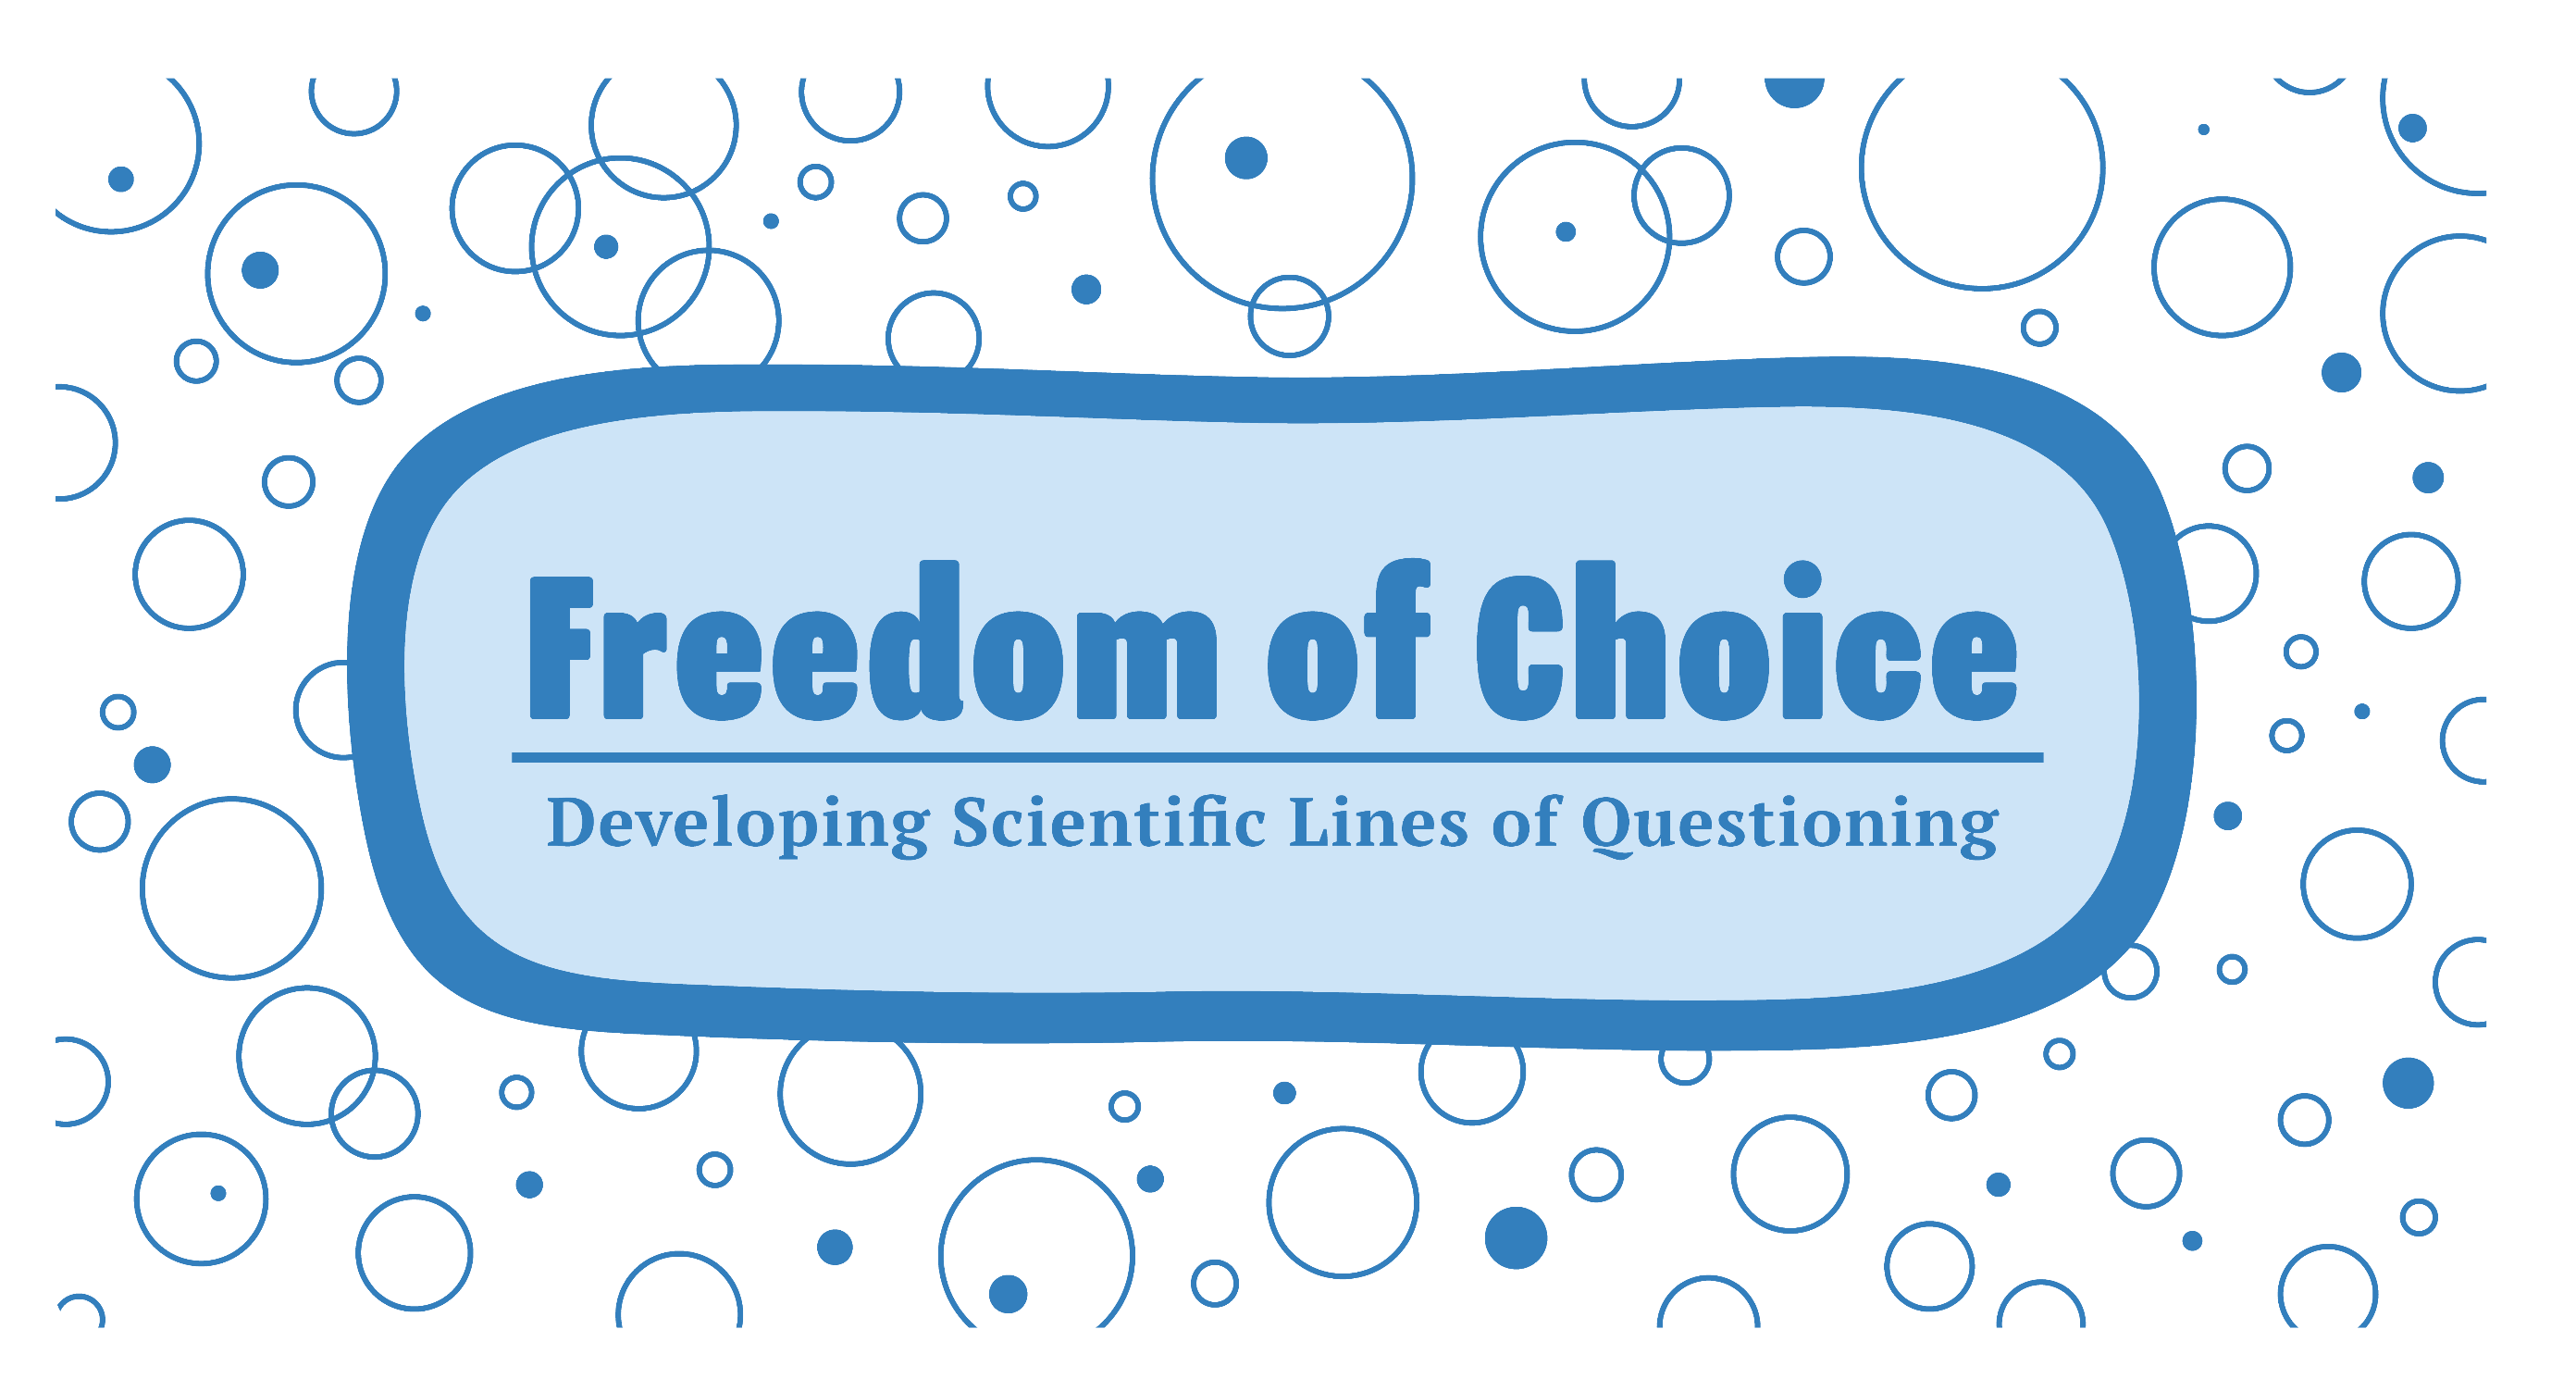 Freedom of Choice
Developing Scientific Lines of Questioning